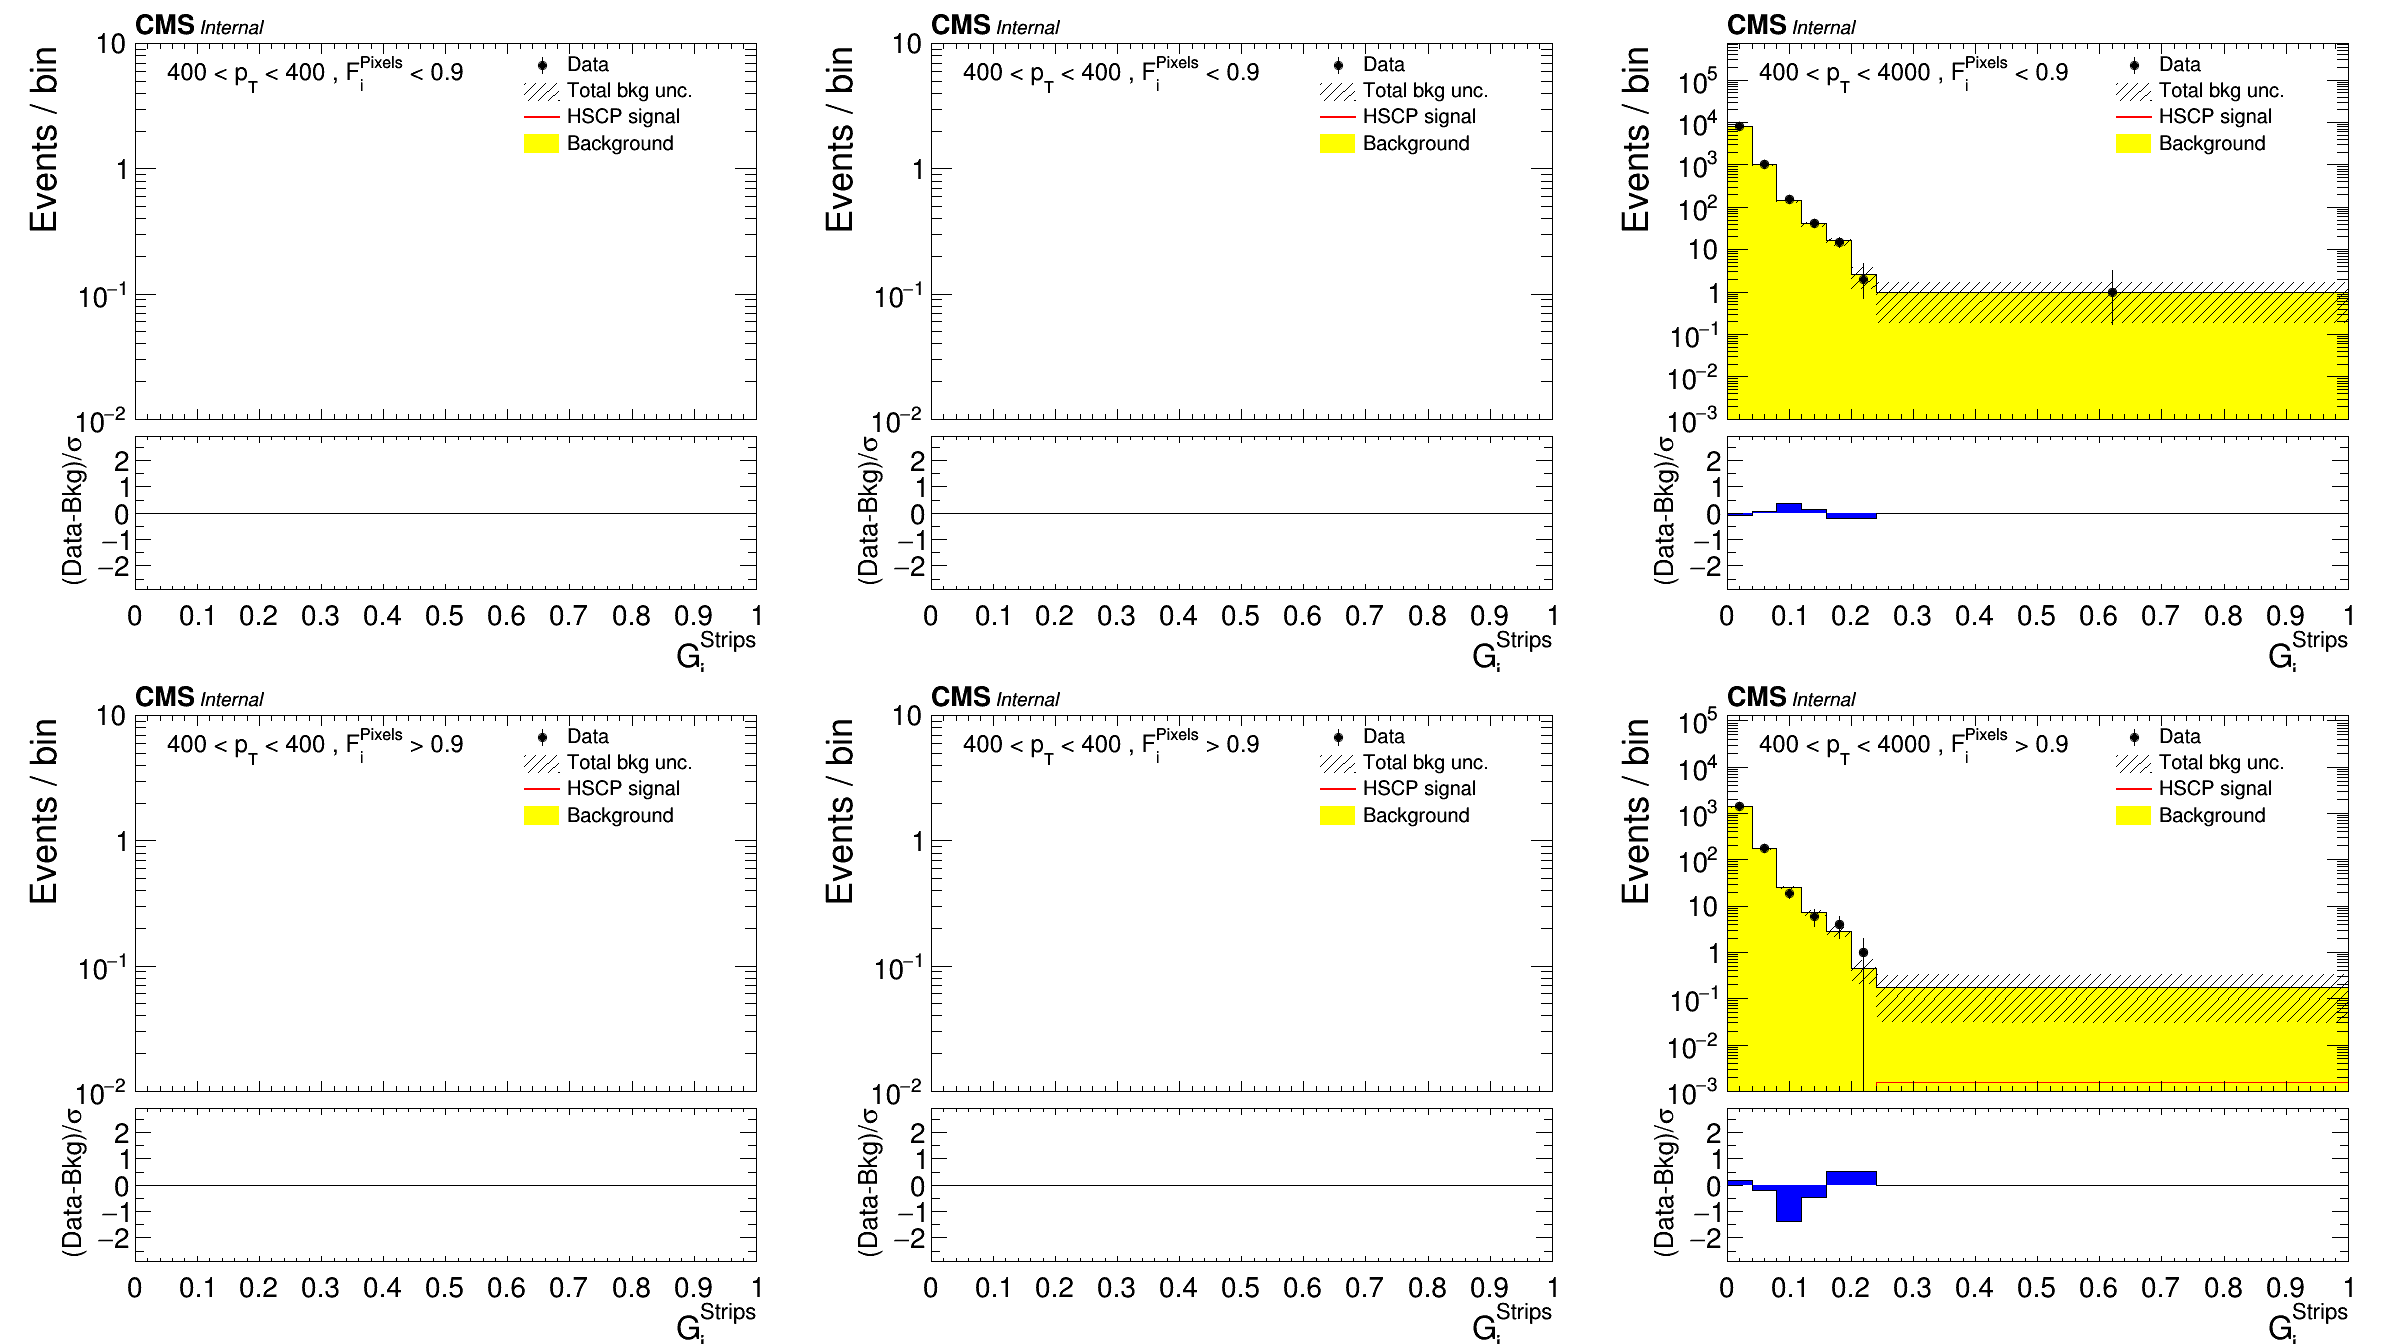 CMS Internal
Events / bin
400 < p_T < 400 , F_i^Pixels < 0.9
Data
Total bkg unc.
HSCP signal
Background
10
1
10^−1
10^−2
(Data-Bkg)/σ
2
1
0
−1
−2
0 0.1 0.2 0.3 0.4 0.5 0.6 0.7 0.8 0.9 1
G_i^Strips
CMS Internal
Events / bin
400 < p_T < 400 , F_i^Pixels < 0.9
Data
Total bkg unc.
HSCP signal
Background
10
1
10^−1
10^−2
(Data-Bkg)/σ
2
1
0
−1
−2
0 0.1 0.2 0.3 0.4 0.5 0.6 0.7 0.8 0.9 1
G_i^Strips
CMS Internal
Events / bin
400 < p_T < 4000 , F_i^Pixels < 0.9
Data
Total bkg unc.
HSCP signal
Background
10^5
10^4
10^3
10^2
10
1
10^−1
10^−2
10^−3
(Data-Bkg)/σ
2
1
0
−1
−2
0 0.1 0.2 0.3 0.4 0.5 0.6 0.7 0.8 0.9 1
G_i^Strips
CMS Internal
Events / bin
400 < p_T < 400 , F_i^Pixels > 0.9
Data
Total bkg unc.
HSCP signal
Background
10
1
10^−1
10^−2
(Data-Bkg)/σ
2
1
0
−1
−2
0 0.1 0.2 0.3 0.4 0.5 0.6 0.7 0.8 0.9 1
G_i^Strips
CMS Internal
Events / bin
400 < p_T < 400 , F_i^Pixels > 0.9
Data
Total bkg unc.
HSCP signal
Background
10
1
10^−1
10^−2
(Data-Bkg)/σ
2
1
0
−1
−2
0 0.1 0.2 0.3 0.4 0.5 0.6 0.7 0.8 0.9 1
G_i^Strips
CMS Internal
Events / bin
400 < p_T < 4000 , F_i^Pixels > 0.9
Data
Total bkg unc.
HSCP signal
Background
10^5
10^4
10^3
10^2
10
1
10^−1
10^−2
10^−3
(Data-Bkg)/σ
2
1
0
−1
−2
0 0.1 0.2 0.3 0.4 0.5 0.6 0.7 0.8 0.9 1
G_i^Strips